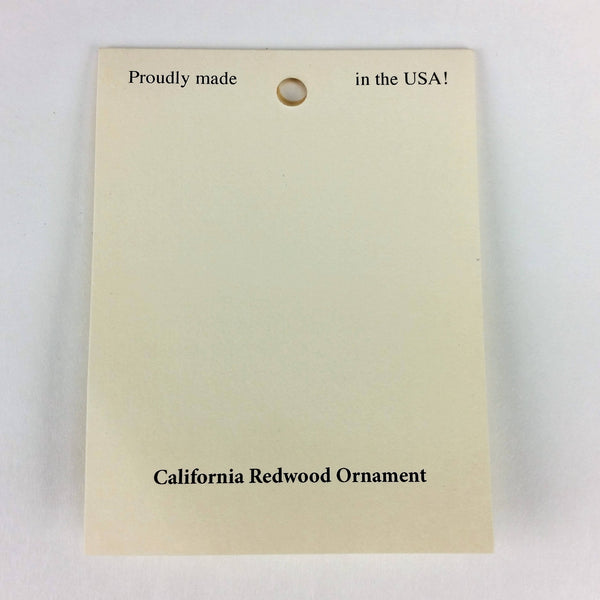 Proudly made in the USA!
California Redwood Ornament